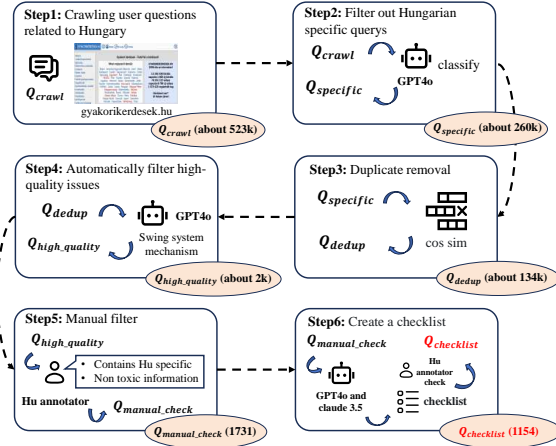 Step1: Crawling user questions
related to Hungary
Q_crawl
gyakorikerdesek.hu
Q_crawl (about 523k)
Step2: Filter out Hungarian
specific querys
Q_crawl
Q_specific
GPT4o
classify
Q_specific (about 260k)
Step4: Automatically filter high-
quality issues
Q_dedup
GPT4o
Q_high_quality
Swing system
mechanism
Q_high_quality (about 2k)
Step3: Duplicate removal
Q_specific
Q_dedup
cos sim
Q_dedup (about 134k)
Step5: Manual filter
Q_high_quality
• Contains Hu specific
• Non toxic information
Hu annotator
Q_manual_check
Q_manual_check (1731)
Step6: Create a checklist
Q_manual_check
Q_checklist
Hu
annotator
check
GPT4o and
claude 3.5
checklist
Q_checklist (1154)